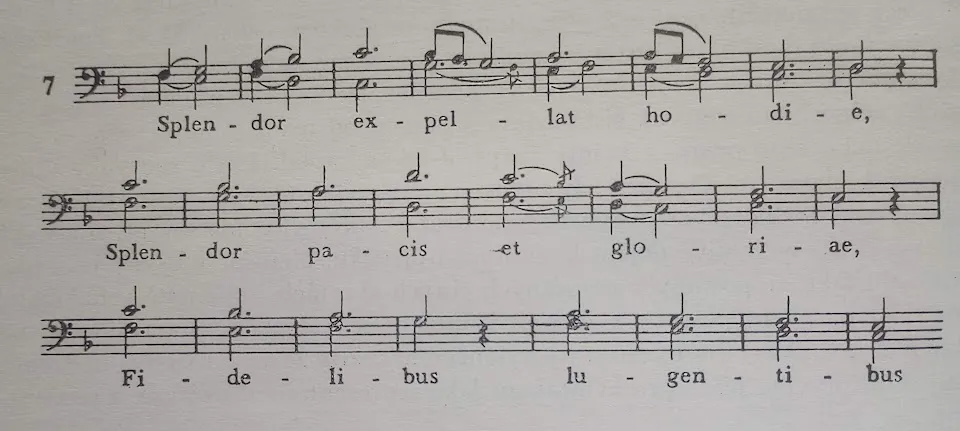 7
Splen - dor ex - pel - lat ho - di - e,
Splen - dor pa - cis et glo - ri - ae,
Fi - de - li - bus lu - gen - ti - bus